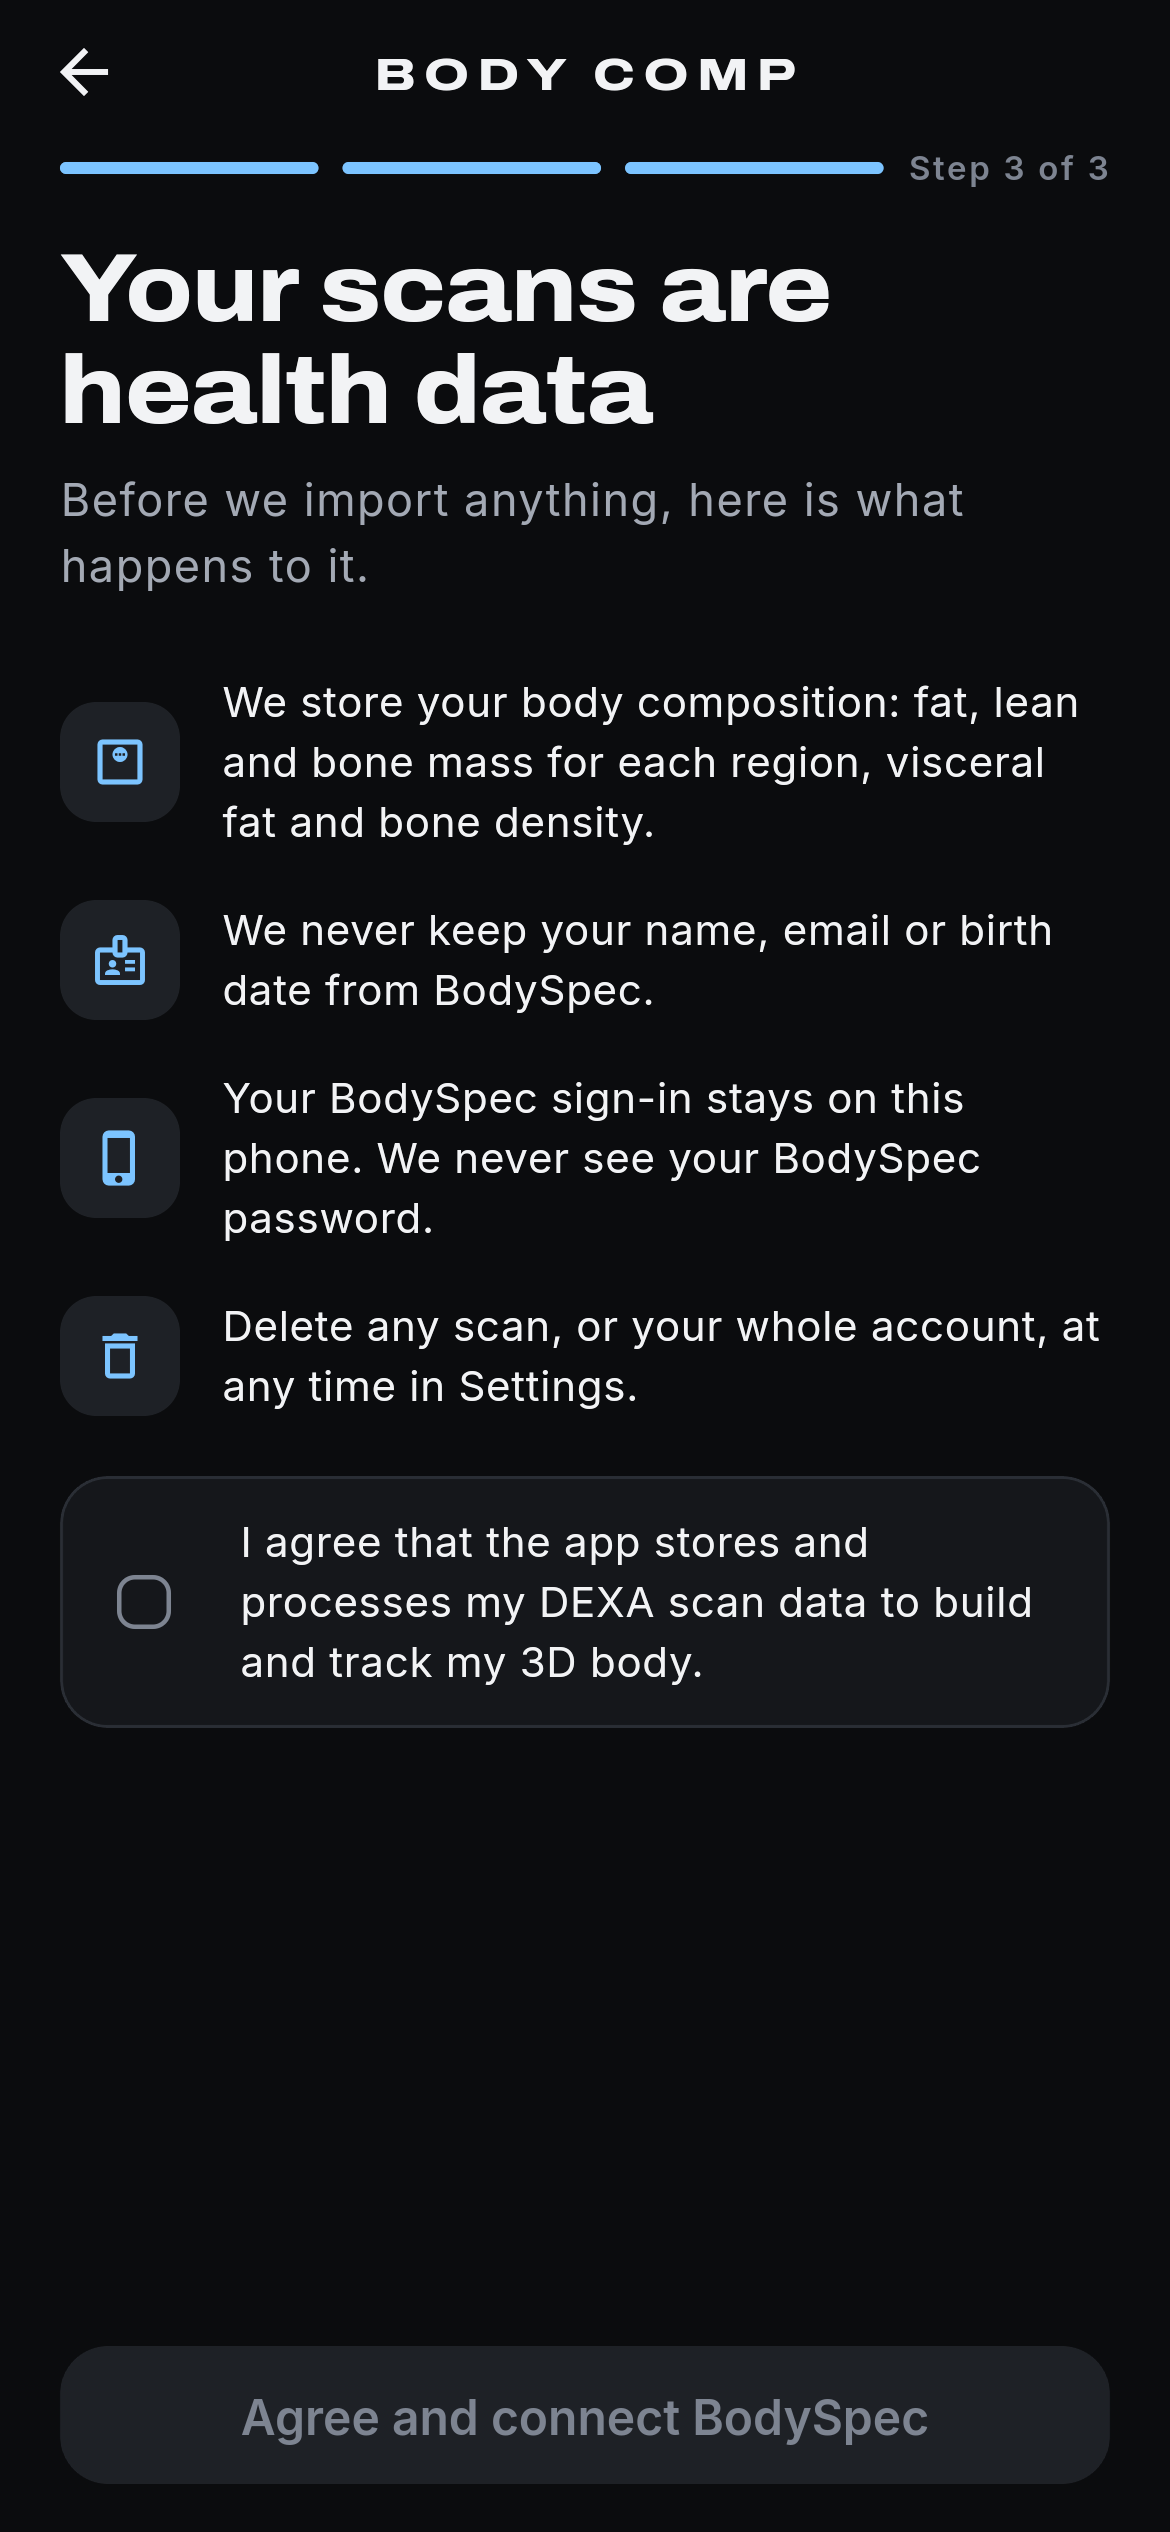 BODY COMP
Step 3 of 3
Your scans are
health data
Before we import anything, here is what
happens to it.
We store your body composition: fat, lean
and bone mass for each region, visceral
fat and bone density.
We never keep your name, email or birth
date from BodySpec.
Your BodySpec sign-in stays on this
phone. We never see your BodySpec
password.
Delete any scan, or your whole account, at
any time in Settings.
I agree that the app stores and
processes my DEXA scan data to build
and track my 3D body.
Agree and connect BodySpec